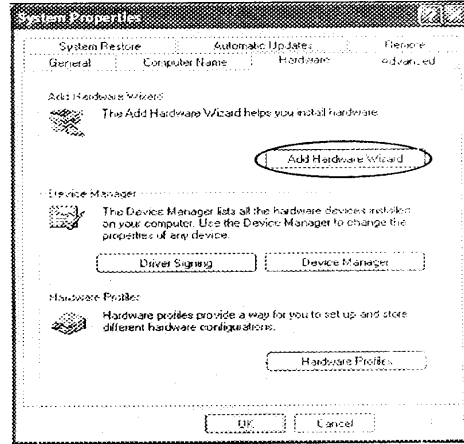 System Properties
System Restore Automatic Updates Remote
General Computer Name Hardware Advanced
Add Hardware Wizard
The Add Hardware Wizard helps you install hardware.
Add Hardware Wizard
Device Manager
The Device Manager lists all the hardware devices installed
on your computer. Use the Device Manager to change the
properties of any device.
Driver Signing Device Manager
Hardware Profiles
Hardware profiles provide a way for you to set up and store
different hardware configurations.
Hardware Profiles
OK Cancel